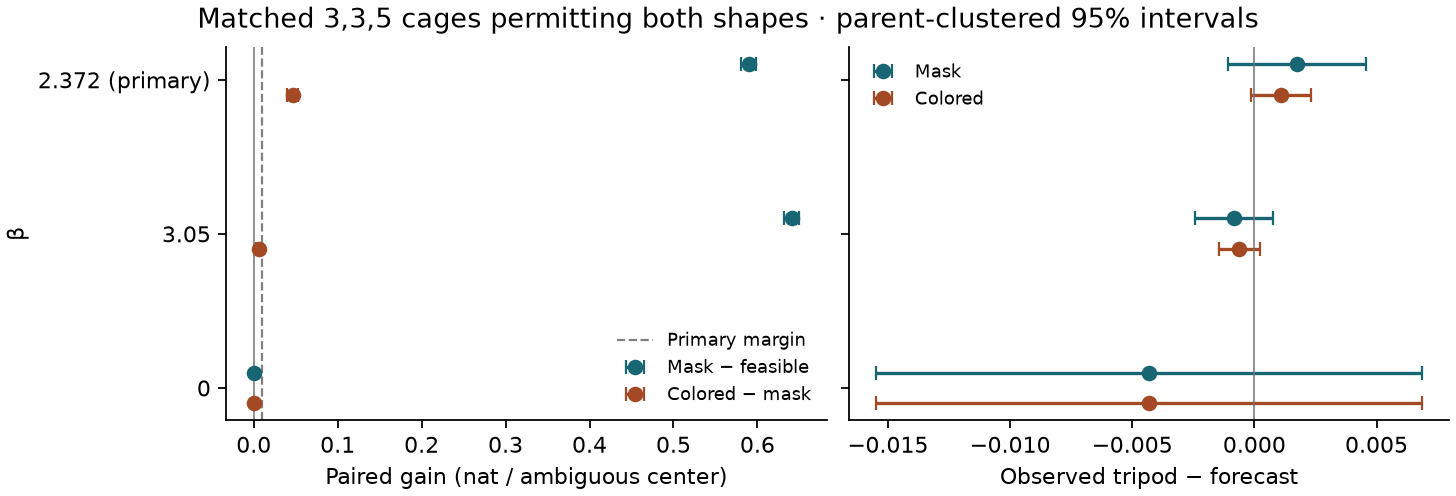 Matched 3,3,5 cages permitting both shapes · parent-clustered 95% intervals
2.372 (primary)
3.05
0
β
Primary margin
Mask − feasible
Colored − mask
0.0 0.1 0.2 0.3 0.4 0.5 0.6
Paired gain (nat / ambiguous center)
Mask
Colored
−0.015 −0.010 −0.005 0.000 0.005
Observed tripod − forecast